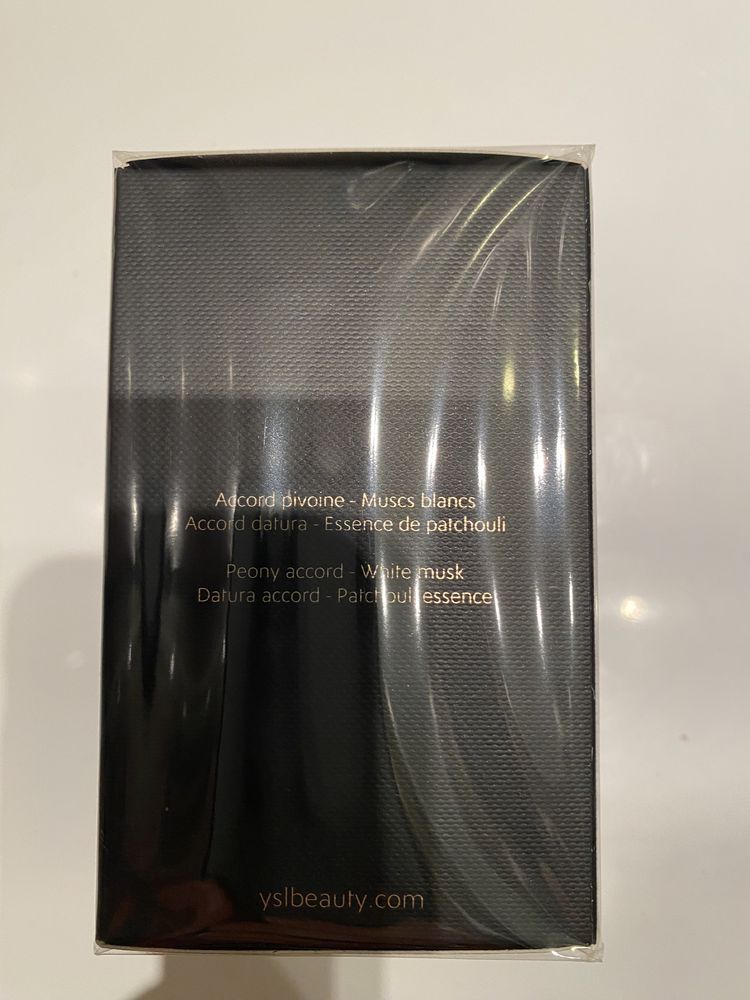 Accord pivoine - Muscs blancs
Accord datura - Essence de patchouli
Peony accord - White musk
Datura accord - Patchouli essence
yslbeauty.com